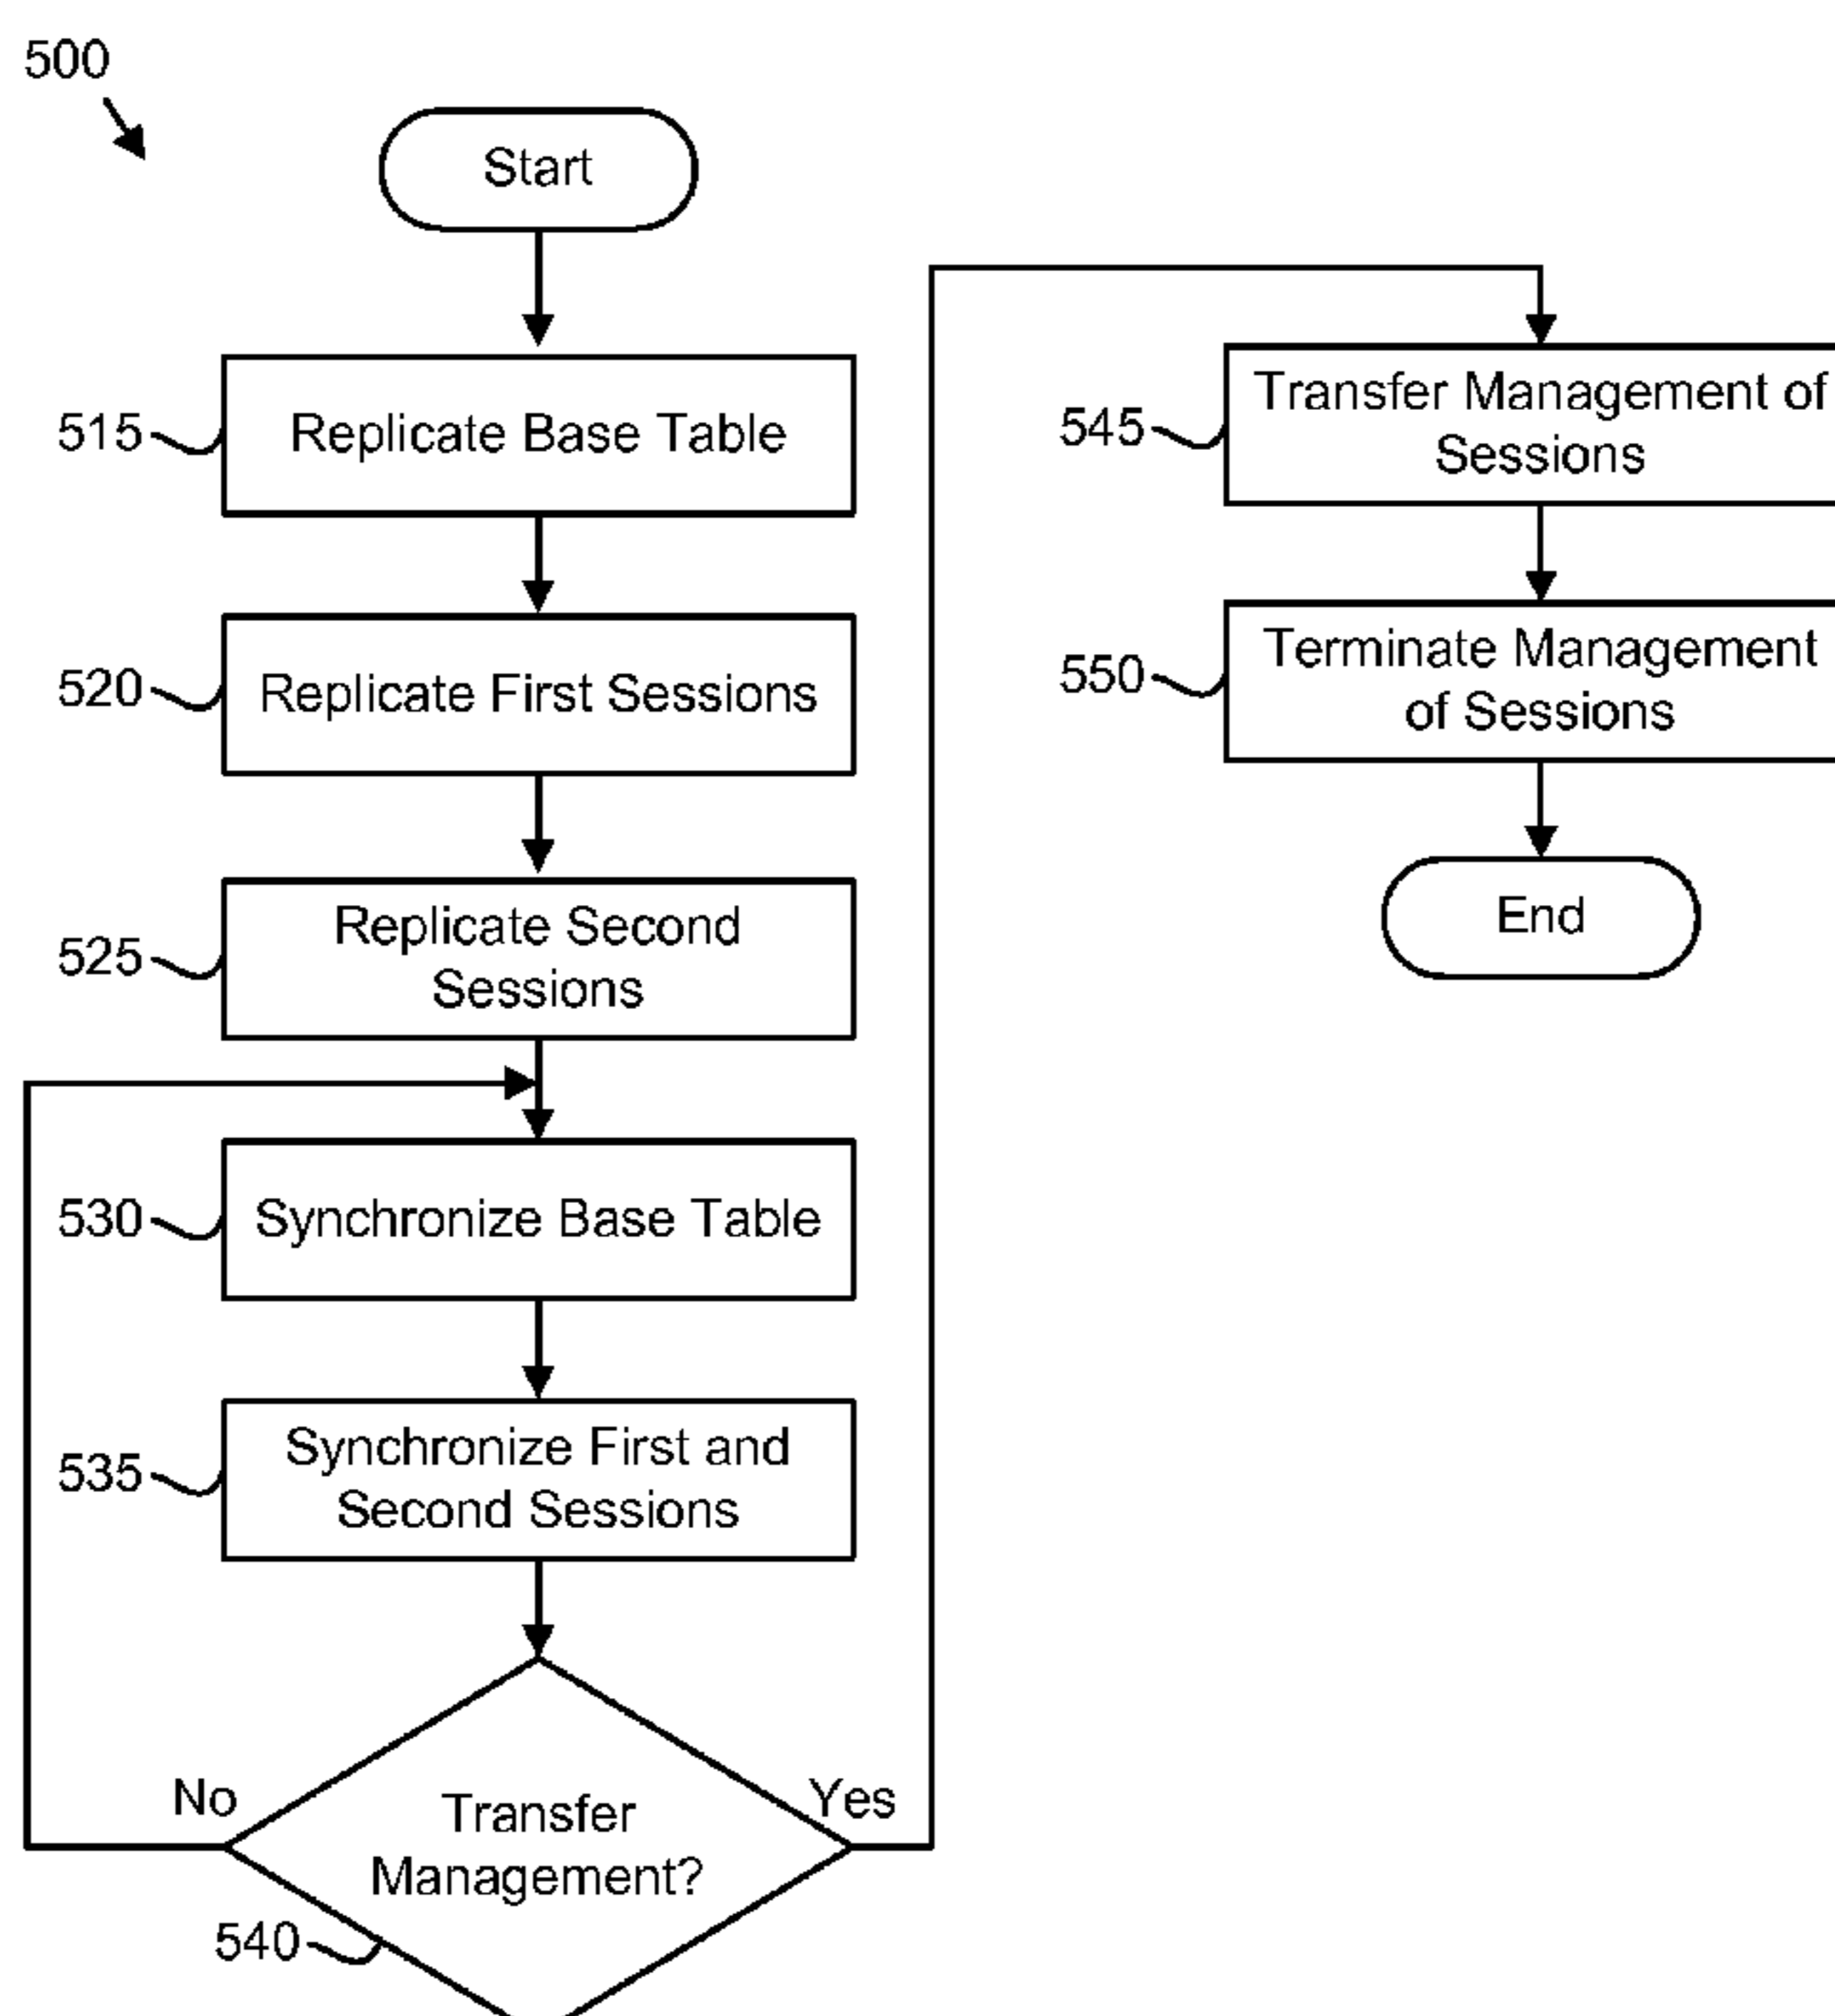 500
Start
515
Replicate Base Table
520
Replicate First Sessions
525
Replicate Second
Sessions
530
Synchronize Base Table
535
Synchronize First and
Second Sessions
No
Yes
Transfer
Management?
540
545
Transfer Management of
Sessions
550
Terminate Management
of Sessions
End